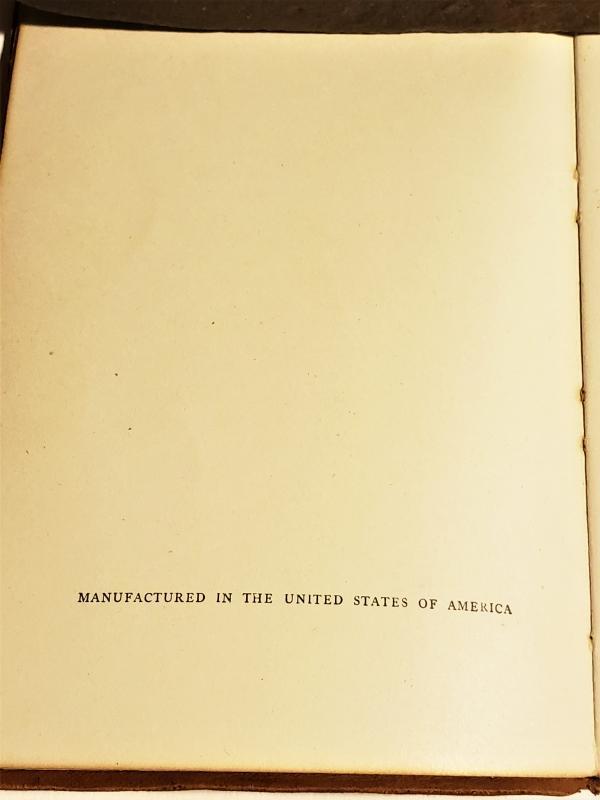 MANUFACTURED IN THE UNITED STATES OF AMERICA